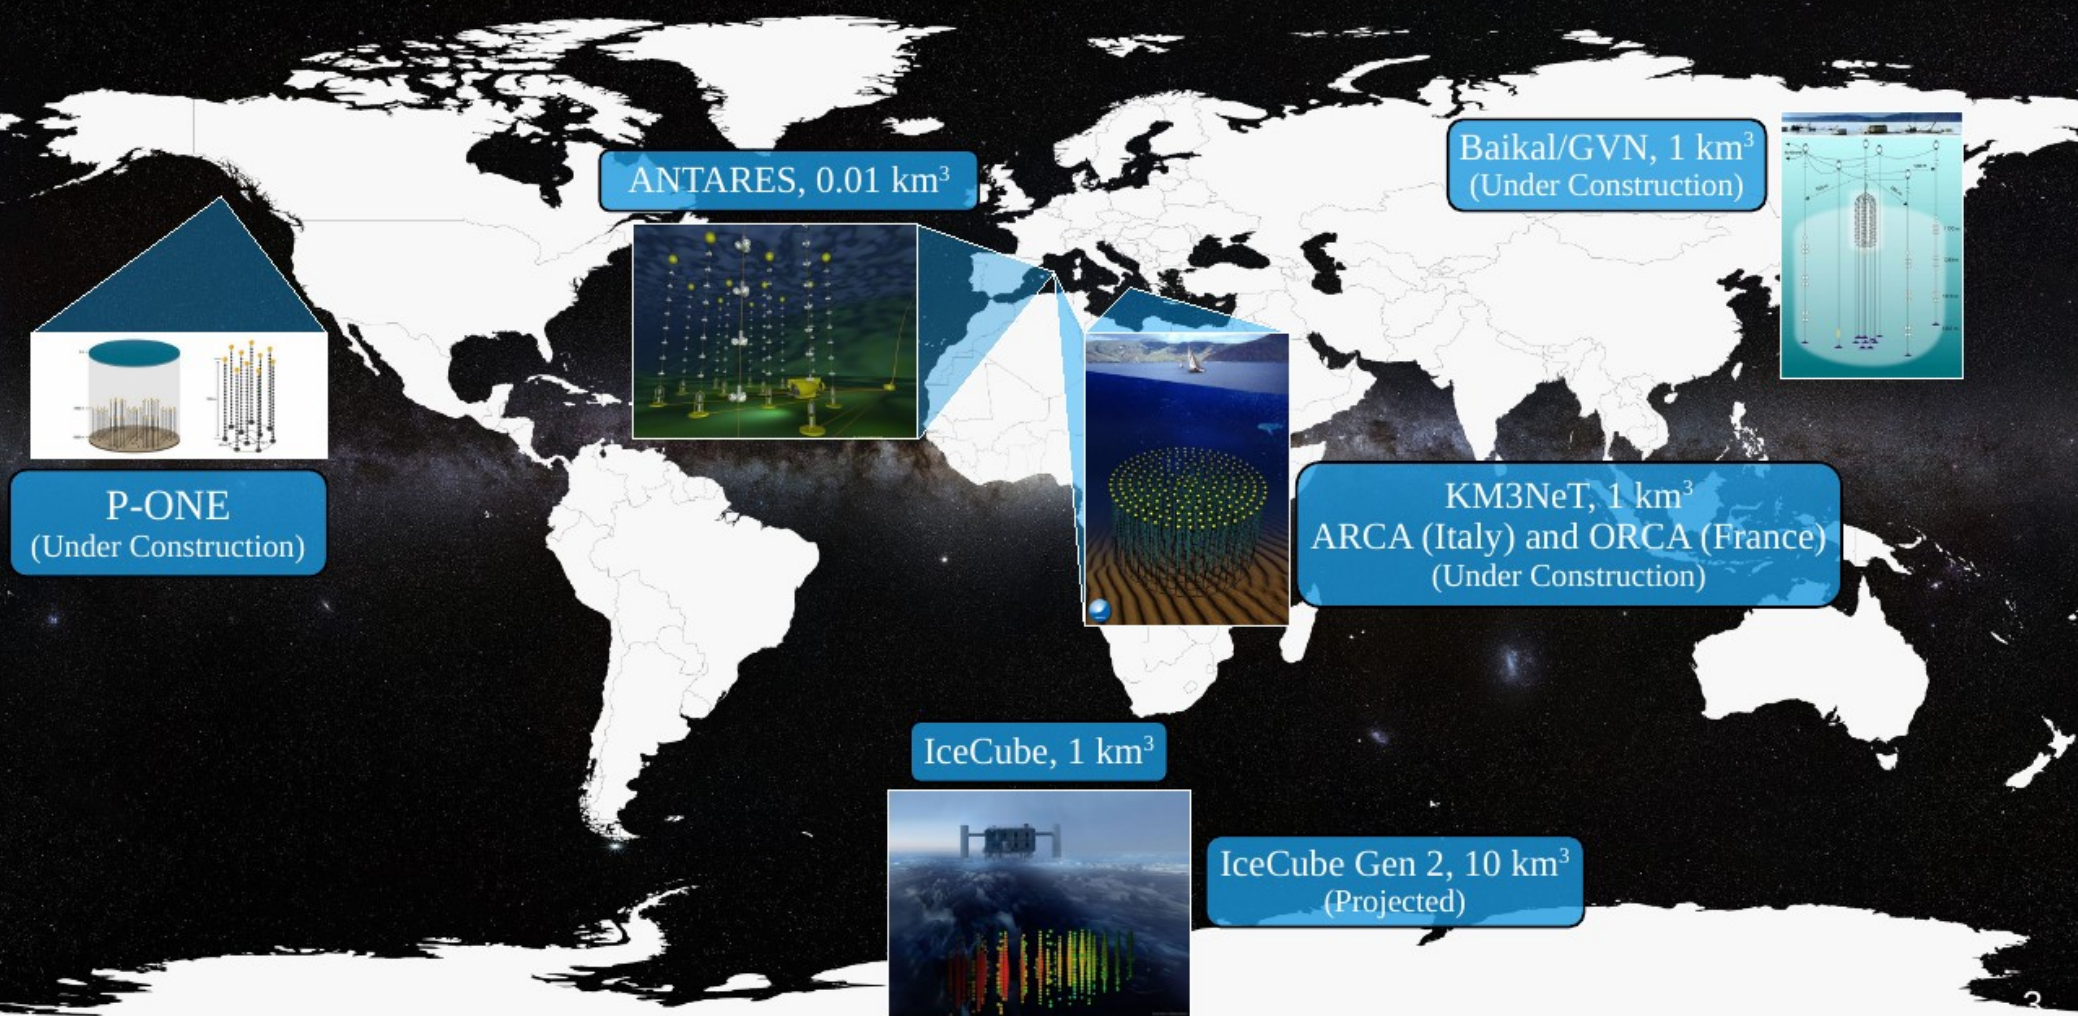 ANTARES, 0.01 km³
Baikal/GVN, 1 km³
(Under Construction)
P-ONE
(Under Construction)
KM3NeT, 1 km³
ARCA (Italy) and ORCA (France)
(Under Construction)
IceCube, 1 km³
IceCube Gen 2, 10 km³
(Projected)
3